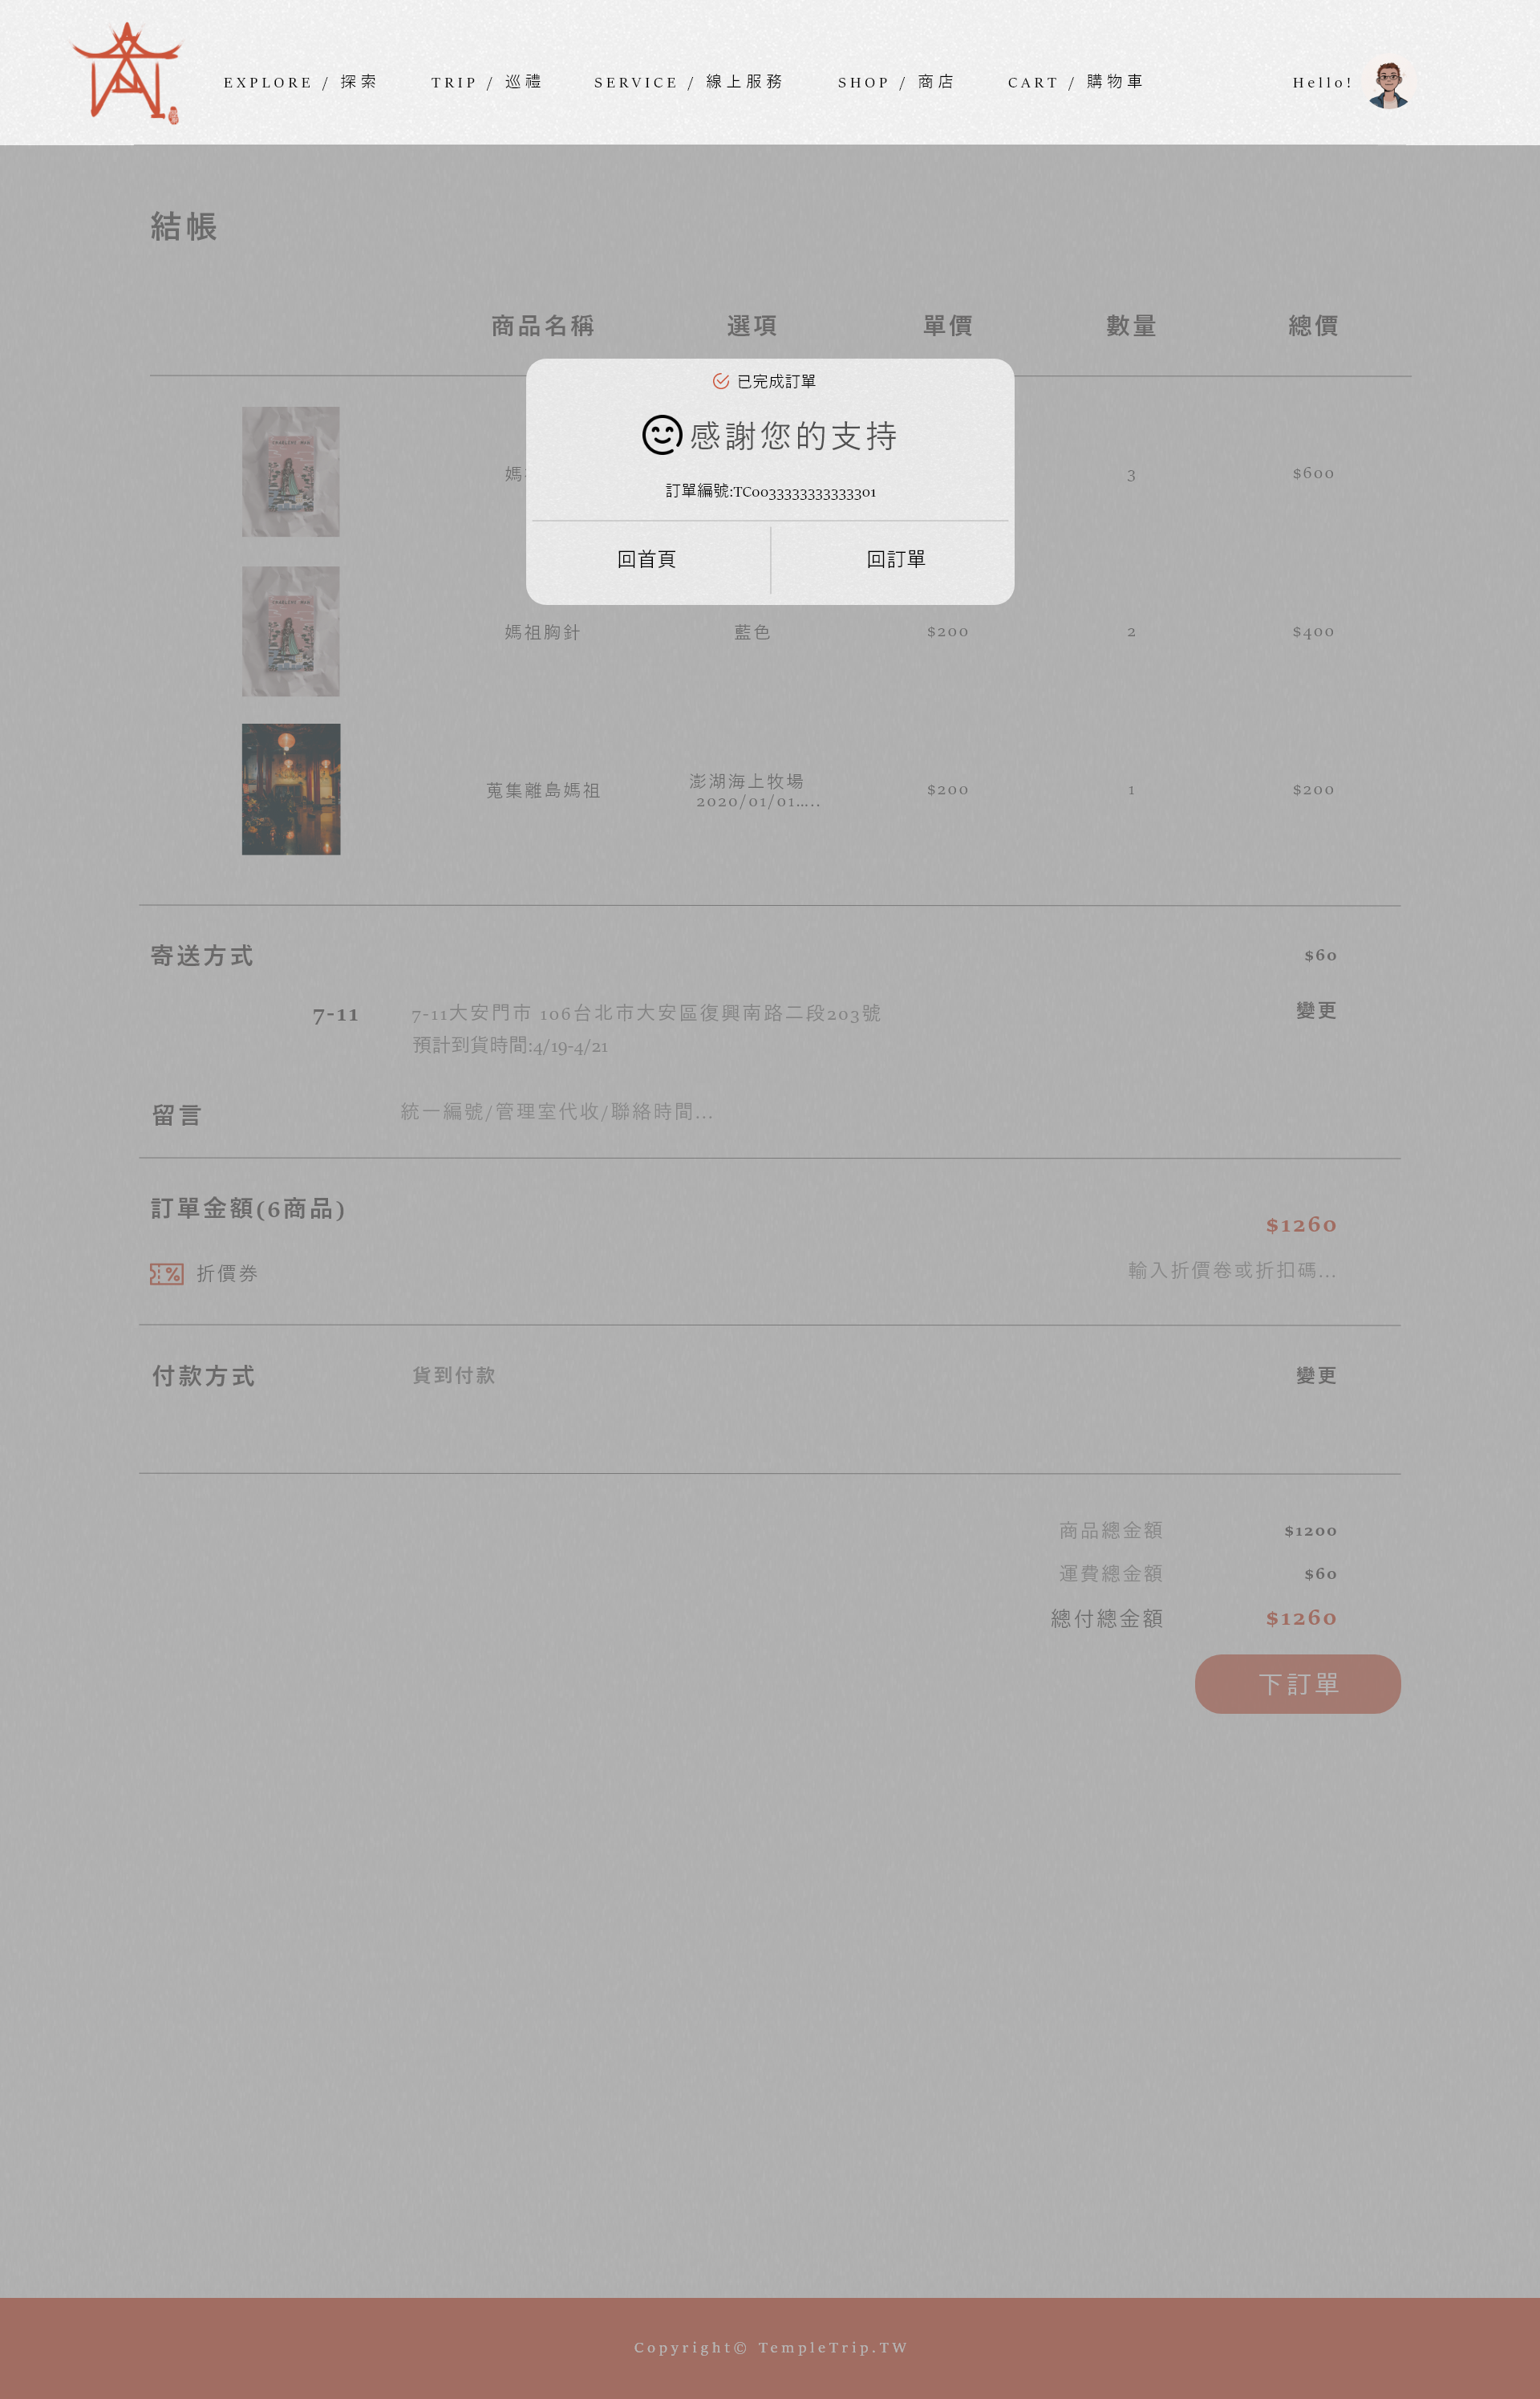 EXPLORE / 探索 TRIP / 巡禮 SERVICE / 線上服務 SHOP / 商店 CART / 購物車 Hello!
結帳
商品名稱 選項 單價 數量 總價
已完成訂單
感謝您的支持
媽 3 $600
訂單編號:TC00333333333333301
回首頁 回訂單
媽祖胸針 藍色 $200 2 $400
蒐集離島媽祖 澎湖海上牧場 $200 1 $200
2020/01/01.....
寄送方式 $60
7-11 7-11大安門市 106台北市大安區復興南路二段203號 變更
預計到貨時間:4/19-4/21
留言 統一編號/管理室代收/聯絡時間...
訂單金額(6商品) $1260
折價券 輸入折價卷或折扣碼...
付款方式 貨到付款 變更
商品總金額 $1200
運費總金額 $60
總付總金額 $1260
下訂單
Copyright© TempleTrip.TW